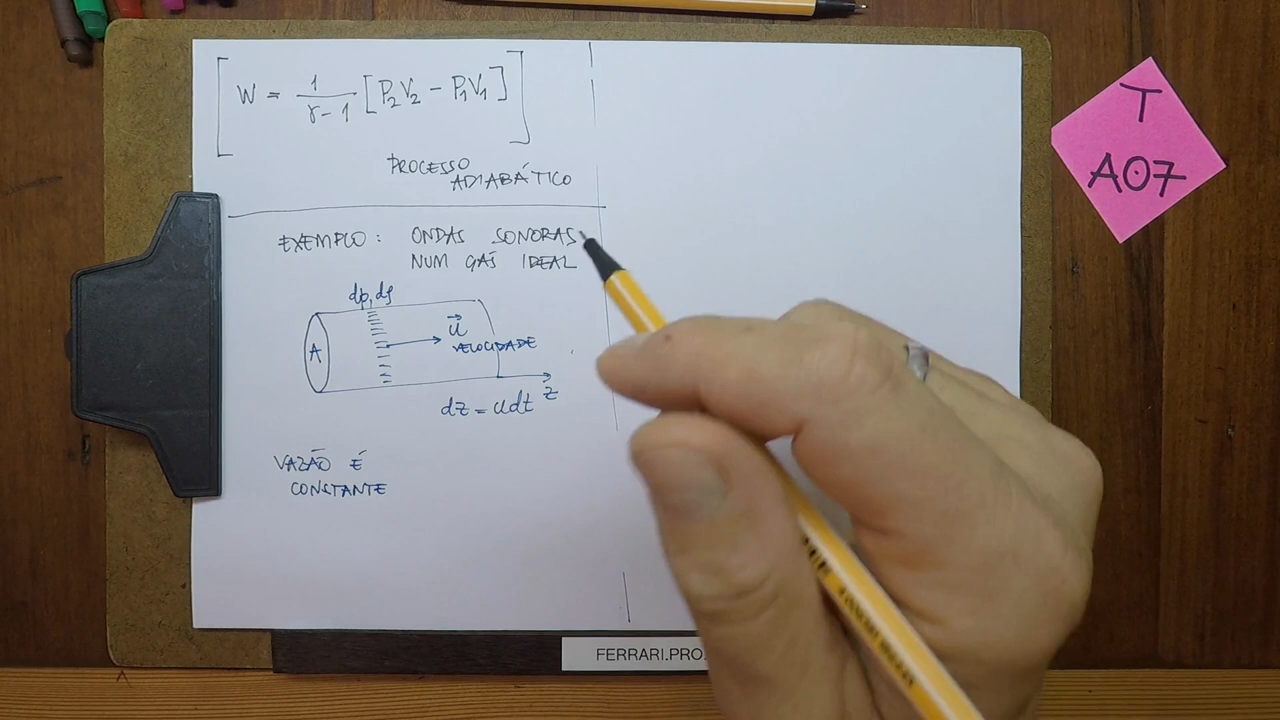 W = 1/(γ-1) [P₂V₂ - P₁V₁]
PROCESSO
ADIABÁTICO
EXEMPLO: ONDAS SONORAS
NUM GÁS IDEAL
dp, dρ
A
u⃗
VELOCIDADE
z
dz = udt
VAZÃO É
CONSTANTE
T
A07
FERRARI.PRO.